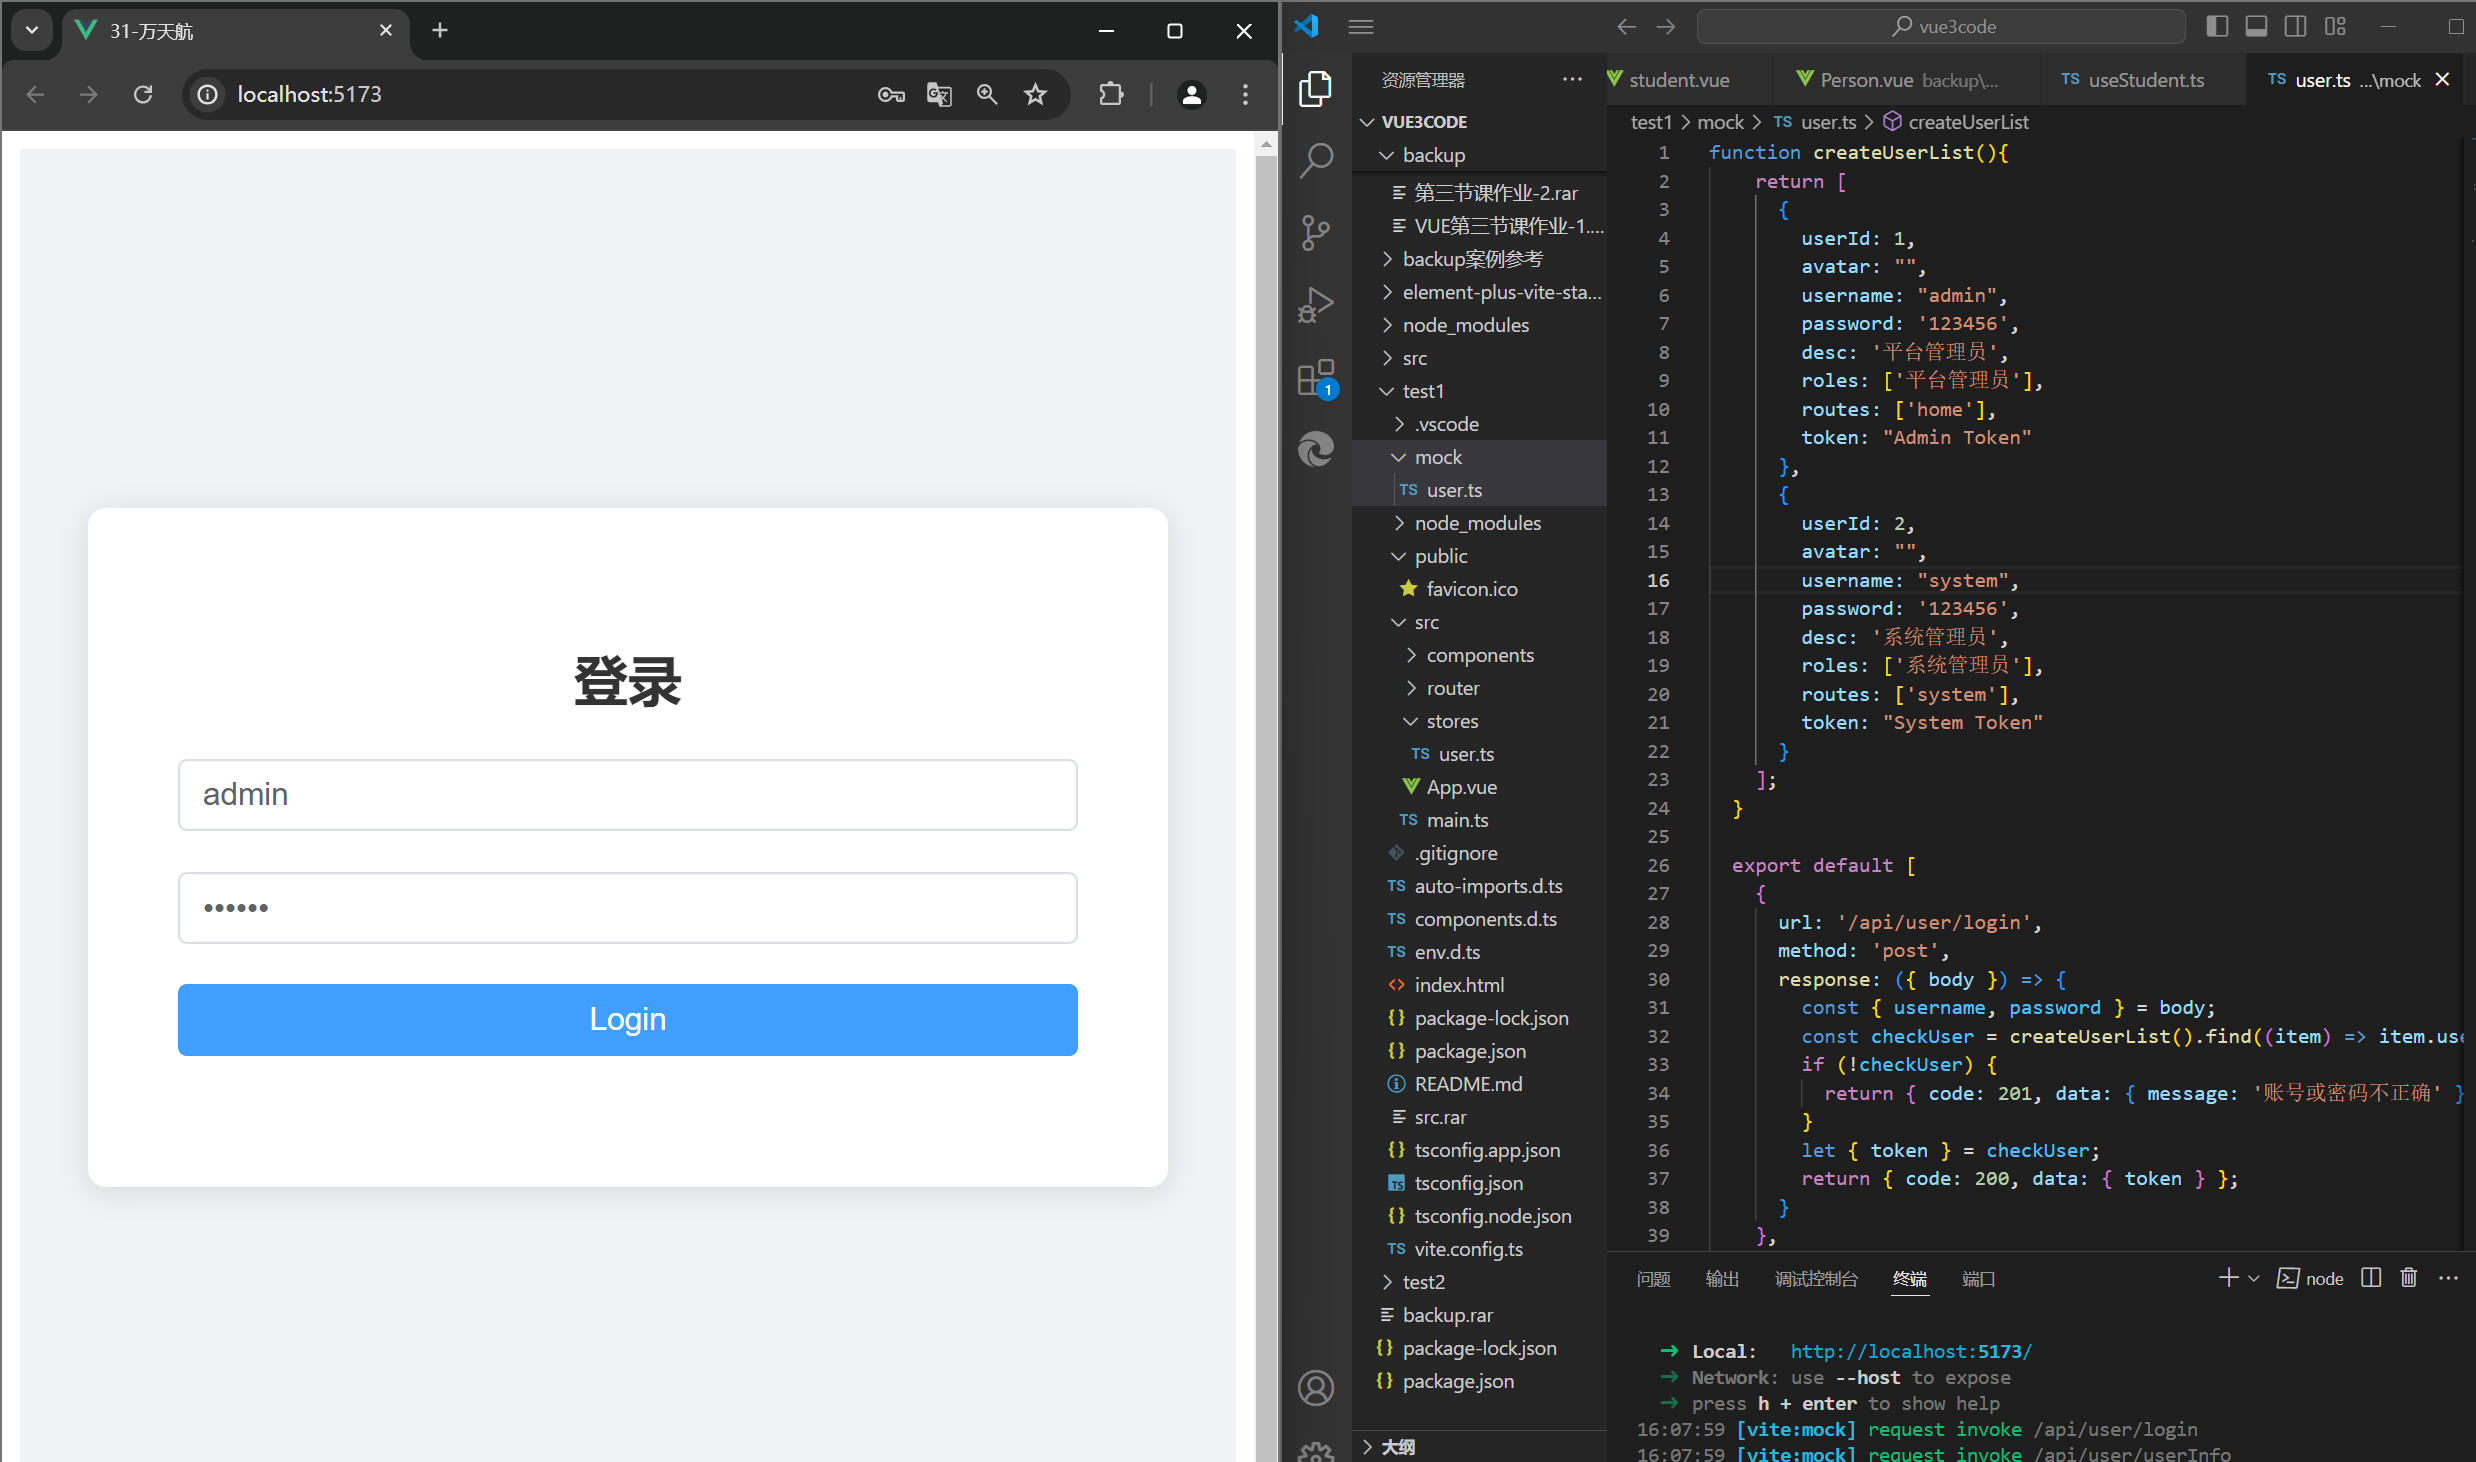 31-万天航
localhost:5173
登录
admin
••••••
Login
vue3code
资源管理器
VUE3CODE
backup
第三节课作业-2.rar
VUE第三节课作业-1....
backup案例参考
element-plus-vite-sta...
node_modules
src
test1
.vscode
mock
TS user.ts
node_modules
public
favicon.ico
src
components
router
stores
TS user.ts
App.vue
TS main.ts
.gitignore
TS auto-imports.d.ts
TS components.d.ts
TS env.d.ts
<> index.html
{} package-lock.json
{} package.json
README.md
src.rar
{} tsconfig.app.json
TS tsconfig.json
{} tsconfig.node.json
TS vite.config.ts
test2
backup.rar
{} package-lock.json
{} package.json
大纲
1
student.vue
Person.vue backup\...
TS useStudent.ts
TS user.ts ...\mock
test1 > mock > TS user.ts > createUserList
1 function createUserList(){
2 return [
3 {
4 userId: 1,
5 avatar: "",
6 username: "admin",
7 password: '123456',
8 desc: '平台管理员',
9 roles: ['平台管理员'],
10 routes: ['home'],
11 token: "Admin Token"
12 },
13 {
14 userId: 2,
15 avatar: "",
16 username: "system",
17 password: '123456',
18 desc: '系统管理员',
19 roles: ['系统管理员'],
20 routes: ['system'],
21 token: "System Token"
22 }
23 ];
24 }
25
26 export default [
27 {
28 url: '/api/user/login',
29 method: 'post',
30 response: ({ body }) => {
31 const { username, password } = body;
32 const checkUser = createUserList().find((item) => item.use
33 if (!checkUser) {
34 return { code: 201, data: { message: '账号或密码不正确' }
35 }
36 let { token } = checkUser;
37 return { code: 200, data: { token } };
38 }
39 },
问题 输出 调试控制台 终端 端口
node
➜ Local: http://localhost:5173/
➜ Network: use --host to expose
➜ press h + enter to show help
16:07:59 [vite:mock] request invoke /api/user/login
16:07:59 [vite:mock] request invoke /api/user/userInfo